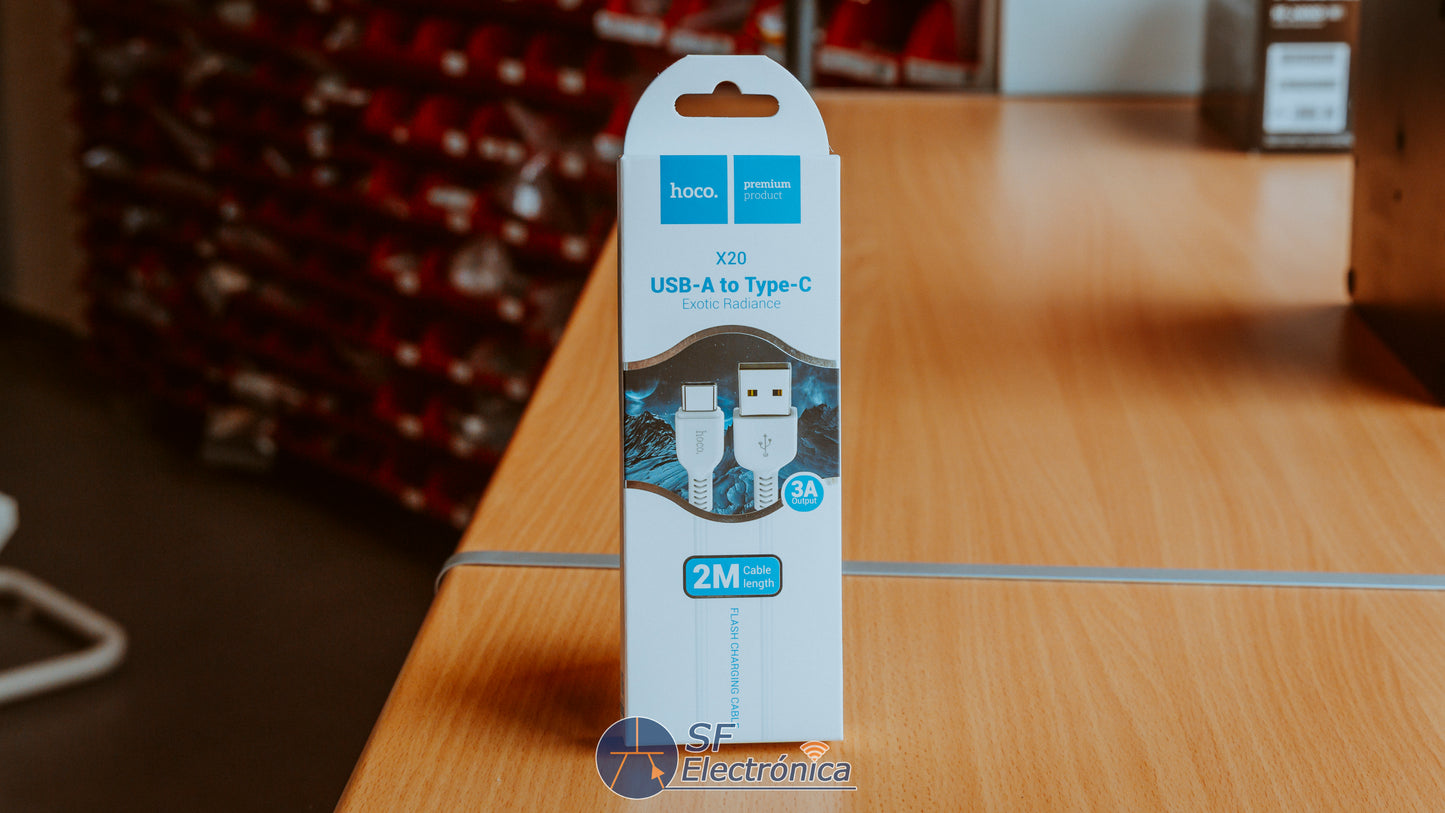 hoco.
premium
product
X20
USB-A to Type-C
Exotic Radiance
hoco.
3A
Output
2M Cable
length
FLASH CHARGING CABLE
SF
Electrónica